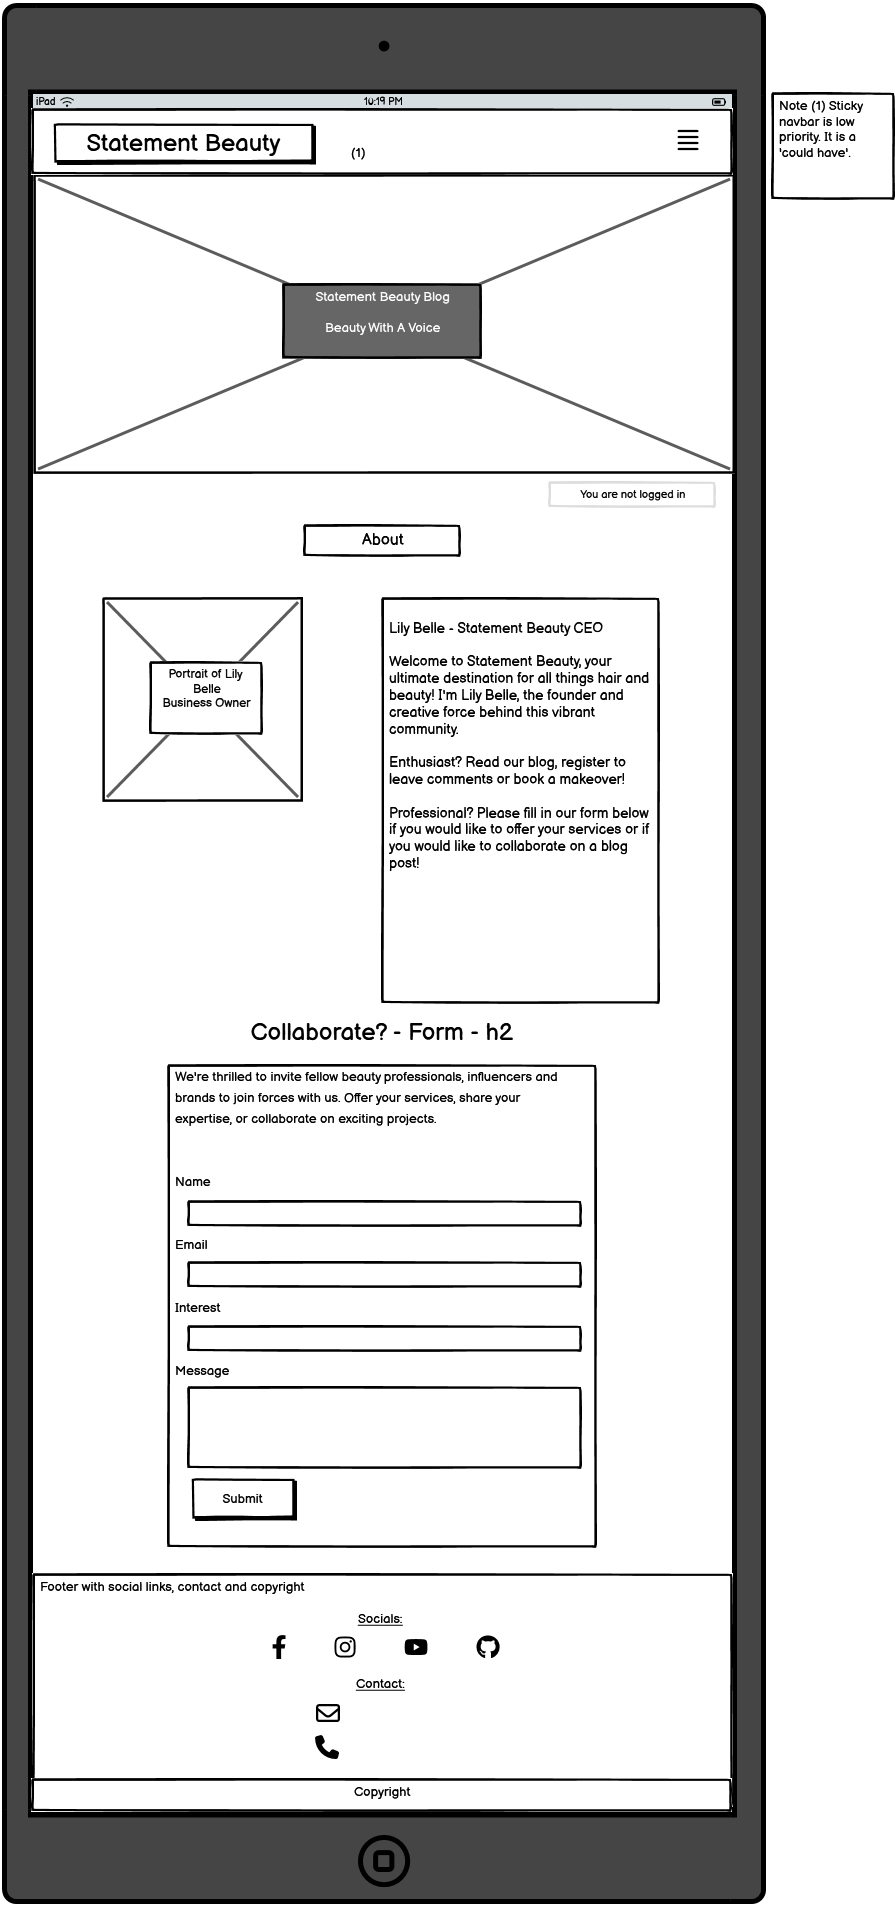 iPad
10:19 PM
Statement Beauty
(1)
Note (1) Sticky
navbar is low
priority. It is a
'could have'.
Statement Beauty Blog
Beauty With A Voice
You are not logged in
About
Portrait of Lily
Belle
Business Owner
Lily Belle - Statement Beauty CEO
Welcome to Statement Beauty, your
ultimate destination for all things hair and
beauty! I'm Lily Belle, the founder and
creative force behind this vibrant
community.
Enthusiast? Read our blog, register to
leave comments or book a makeover!
Professional? Please fill in our form below
if you would like to offer your services or if
you would like to collaborate on a blog
post!
Collaborate? - Form - h2
We're thrilled to invite fellow beauty professionals, influencers and
brands to join forces with us. Offer your services, share your
expertise, or collaborate on exciting projects.
Name
Email
Interest
Message
Submit
Footer with social links, contact and copyright
Socials:
Contact:
Copyright